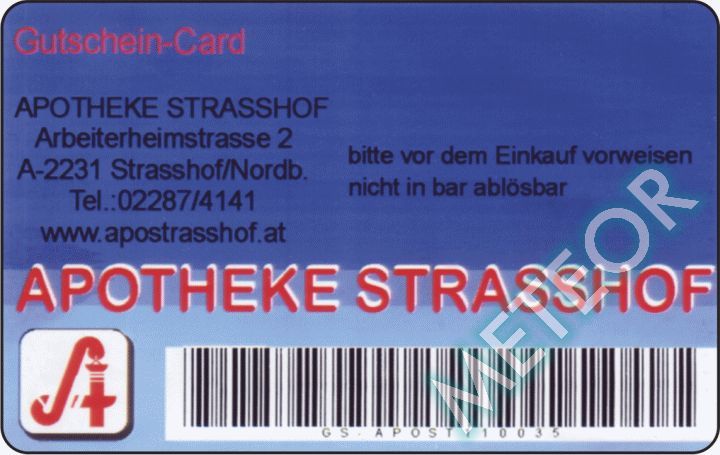 Gutschein-Card
APOTHEKE STRASSHOF
Arbeiterheimstrasse 2
A-2231 Strasshof/Nordb.
Tel.:02287/4141
www.apostrasshof.at
bitte vor dem Einkauf vorweisen
nicht in bar ablösbar
APOTHEKE STRASSHOF
METEOR